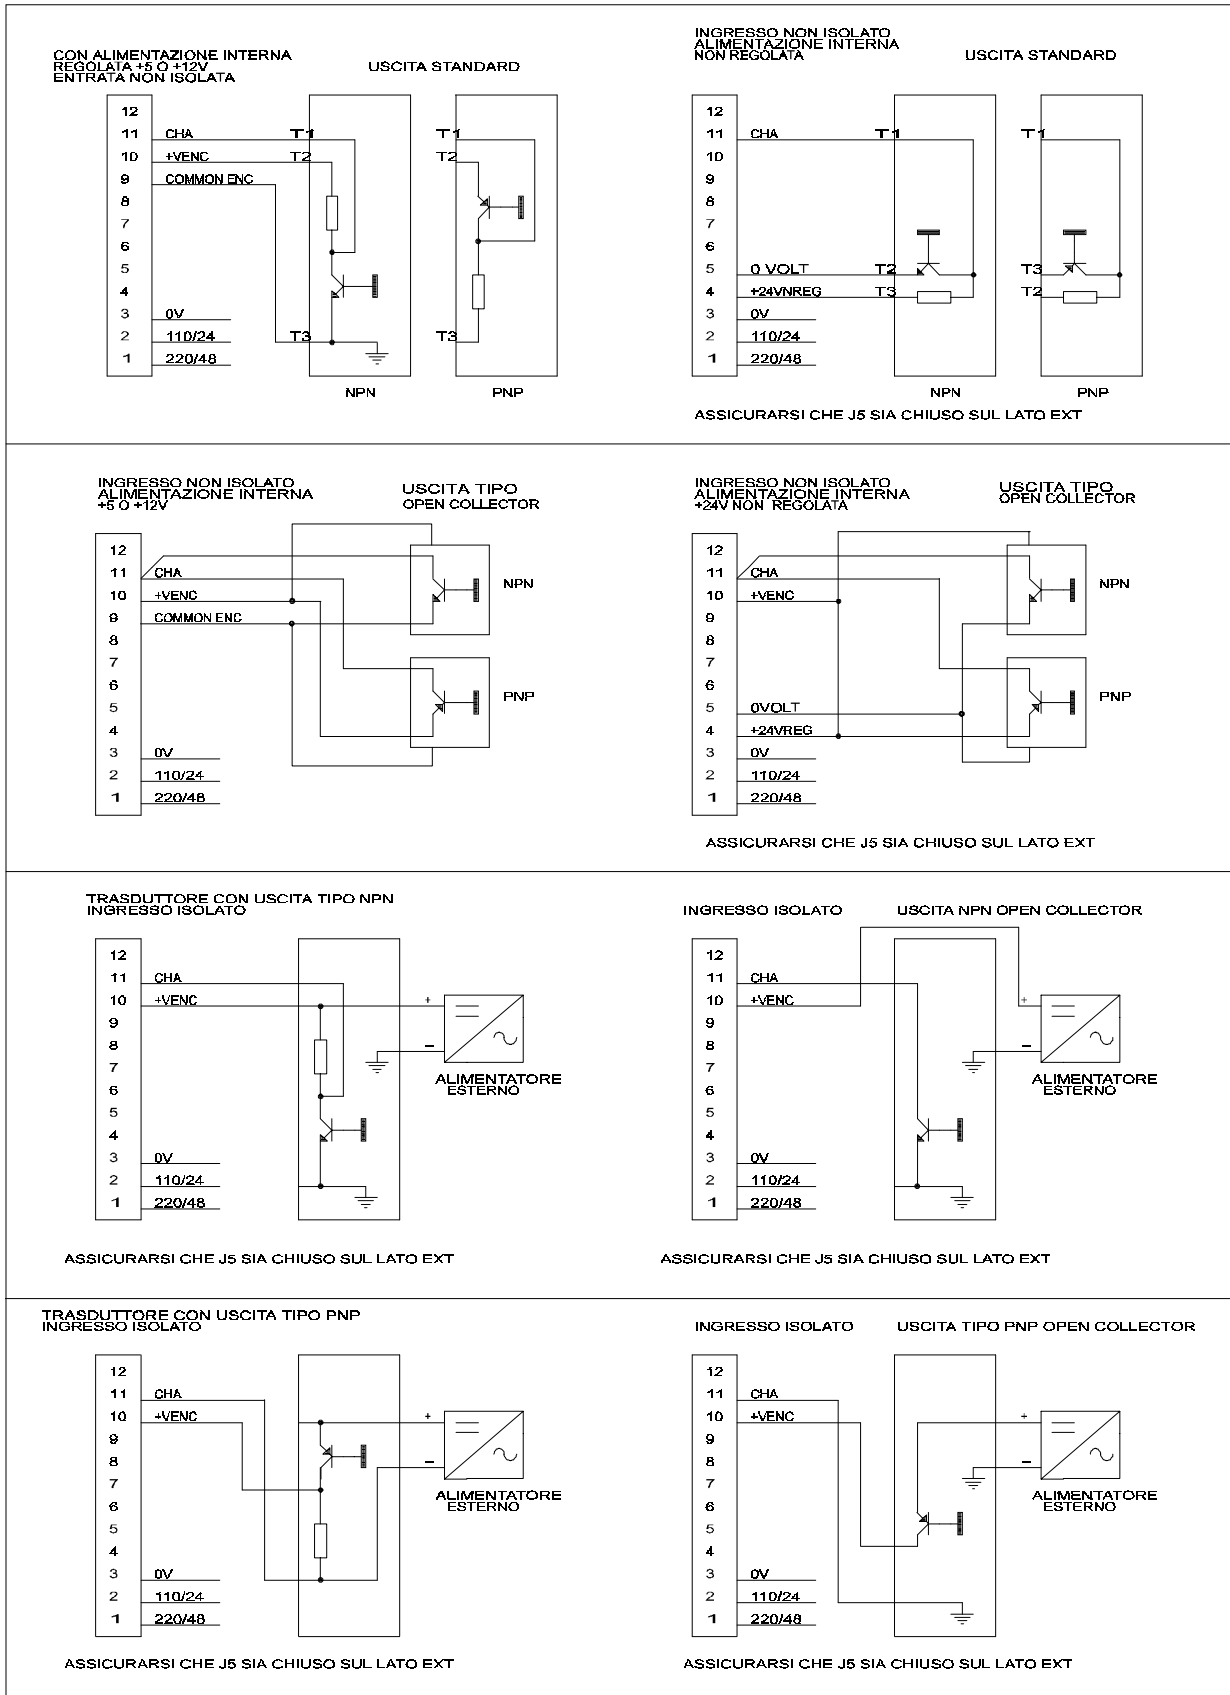 CON ALIMENTAZIONE INTERNA
REGOLATA +5 O +12V
ENTRATA NON ISOLATA
USCITA STANDARD
12
11 CHA T1 T1
10 +VENC T2 T2
9 COMMON ENC
8
7
6
5
4
3 0V
2 110/24 T3 T3
1 220/48
NPN PNP
INGRESSO NON ISOLATO
ALIMENTAZIONE INTERNA
NON REGOLATA
USCITA STANDARD
12
11 CHA T1 T1
10
9
8
7
6
5 0 VOLT T2 T3
4 +24VNREG T3 T2
3 0V
2 110/24
1 220/48
NPN PNP
ASSICURARSI CHE J5 SIA CHIUSO SUL LATO EXT
INGRESSO NON ISOLATO
ALIMENTAZIONE INTERNA
+5 O +12V
USCITA TIPO
OPEN COLLECTOR
12
11 CHA NPN
10 +VENC
9 COMMON ENC
8
7
6 PNP
5
4
3 0V
2 110/24
1 220/48
INGRESSO NON ISOLATO
ALIMENTAZIONE INTERNA
+24V NON REGOLATA
USCITA TIPO
OPEN COLLECTOR
12
11 CHA NPN
10 +VENC
9
8
7
6 PNP
5 0VOLT
4 +24VREG
3 0V
2 110/24
1 220/48
ASSICURARSI CHE J5 SIA CHIUSO SUL LATO EXT
TRASDUTTORE CON USCITA TIPO NPN
INGRESSO ISOLATO
12
11 CHA
10 +VENC +
9
8 −
7
6
5
4
3 0V
2 110/24
1 220/48
ALIMENTATORE
ESTERNO
ASSICURARSI CHE J5 SIA CHIUSO SUL LATO EXT
INGRESSO ISOLATO USCITA NPN OPEN COLLECTOR
12
11 CHA
10 +VENC +
9
8 −
7
6
5
4
3 0V
2 110/24
1 220/48
ALIMENTATORE
ESTERNO
ASSICURARSI CHE J5 SIA CHIUSO SUL LATO EXT
TRASDUTTORE CON USCITA TIPO PNP
INGRESSO ISOLATO
12
11 CHA
10 +VENC +
9
8 −
7
6
5
4
3 0V
2 110/24
1 220/48
ALIMENTATORE
ESTERNO
ASSICURARSI CHE J5 SIA CHIUSO SUL LATO EXT
INGRESSO ISOLATO USCITA TIPO PNP OPEN COLLECTOR
12
11 CHA
10 +VENC +
9
8 −
7
6
5
4
3 0V
2 110/24
1 220/48
ALIMENTATORE
ESTERNO
ASSICURARSI CHE J5 SIA CHIUSO SUL LATO EXT